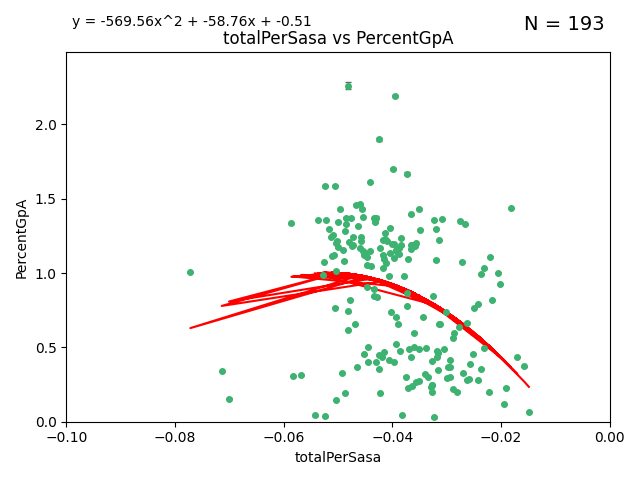 y = -569.56x^2 + -58.76x + -0.51
N = 193
totalPerSasa vs PercentGpA
PercentGpA
2.0
1.5
1.0
0.5
0.0
−0.10
−0.08
−0.06
−0.04
−0.02
0.00
totalPerSasa